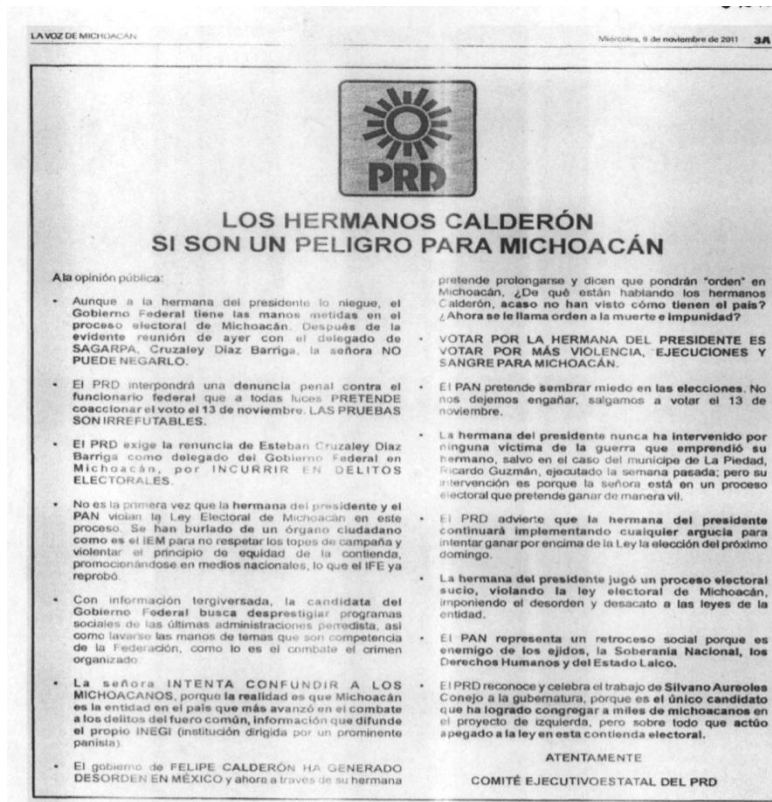 LA VOZ DE MICHOACÁN
Miércoles, 9 de noviembre de 2011 3A
PRD
LOS HERMANOS CALDERÓN
SI SON UN PELIGRO PARA MICHOACÁN
A la opinión pública:
• Aunque a la hermana del presidente lo niegue, el
Gobierno Federal tiene las manos metidas en el
proceso electoral de Michoacán. Después de la
evidente reunión de ayer con el delegado de
SAGARPA, Cruzaley Díaz Barriga, la señora NO
PUEDE NEGARLO.
• El PRD interpondrá una denuncia penal contra el
funcionario federal que a todas luces PRETENDE
coaccionar el voto el 13 de noviembre. LAS PRUEBAS
SON IRREFUTABLES.
• El PRD exige la renuncia de Esteban Cruzaley Díaz
Barriga como delegado del Gobierno Federal en
Michoacán, por INCURRIR EN DELITOS
ELECTORALES.
• No es la primera vez que la hermana del presidente y el
PAN violan la Ley Electoral de Michoacán en este
proceso. Se han burlado de un órgano ciudadano
como es el IEM para no respetar los topes de campaña y
violentar el principio de equidad de la contienda,
promocionándose en medios nacionales, lo que el IFE ya
reprobó.
• Con información tergiversada, la candidata del
Gobierno Federal busca desprestigiar programas
sociales de las últimas administraciones perredista, así
como lavarse las manos de temas que son competencia
de la Federación, como lo es el combate el crimen
organizado
• La señora INTENTA CONFUNDIR A LOS
MICHOACANOS, porque la realidad es que Michoacán
es la entidad en el país que más avanzó en el combate
a los delitos del fuero común, información que difunde
el propio INEGI (institución dirigida por un prominente
panista).
• El gobierno de FELIPE CALDERÓN HA GENERADO
DESORDEN EN MÉXICO y ahora a través de su hermana
pretende prolongarse y dicen que pondrán "orden" en
Michoacán, ¿De qué están hablando los hermanos
Calderón, acaso no han visto cómo tienen el país?
¿Ahora se le llama orden a la muerte e impunidad?
• VOTAR POR LA HERMANA DEL PRESIDENTE ES
VOTAR POR MÁS VIOLENCIA, EJECUCIONES Y
SANGRE PARA MICHOACÁN.
• El PAN pretende sembrar miedo en las elecciones. No
nos dejemos engañar, salgamos a votar el 13 de
noviembre.
• La hermana del presidente nunca ha intervenido por
ninguna víctima de la guerra que emprendió su
hermano, salvo en el caso del munícipe de La Piedad,
Ricardo Guzmán, ejecutado la semana pasada; pero su
intervención es porque la señora está en un proceso
electoral que pretende ganar de manera vil.
• El PRD advierte que la hermana del presidente
continuará implementando cualquier argucia para
intentar ganar por encima de la Ley la elección del próximo
domingo.
• La hermana del presidente jugó un proceso electoral
sucio, violando la ley electoral de Michoacán,
imponiendo el desorden y desacato a las leyes de la
entidad.
• El PAN representa un retroceso social porque es
enemigo de los ejidos, la Soberanía Nacional, los
Derechos Humanos y del Estado Laico.
• El PRD reconoce y celebra el trabajo de Silvano Aureoles
Conejo a la gubernatura, porque es el único candidato
que ha logrado congregar a miles de michoacanos en
el proyecto de izquierda, pero sobre todo que actúo
apegado a la ley en esta contienda electoral.
ATENTAMENTE
COMITÉ EJECUTIVOESTATAL DEL PRD